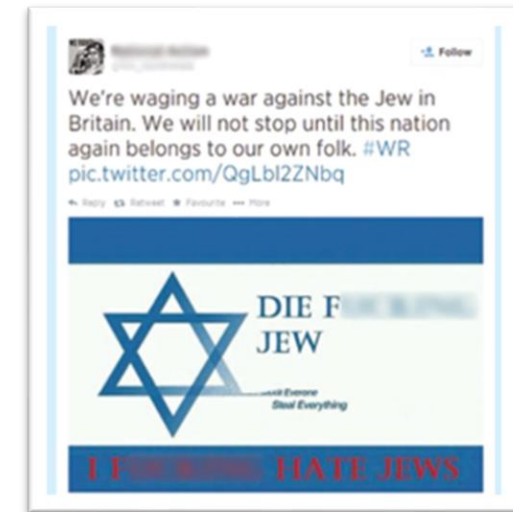 Follow
We're waging a war against the Jew in
Britain. We will not stop until this nation
again belongs to our own folk. #WR
pic.twitter.com/QgLbl2ZNbq
Reply Retweet Favourite More
DIE F
JEW
Everone
Steal Everything
I F HATE JEWS